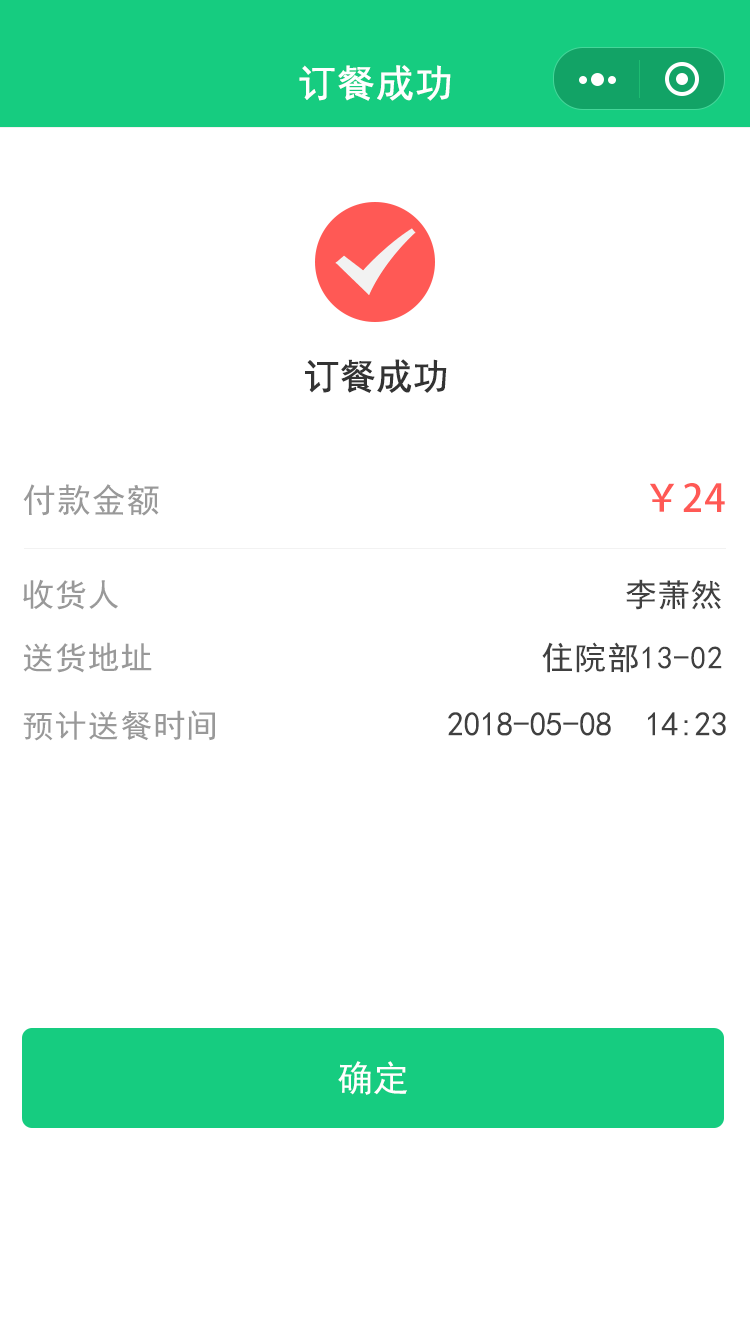 订餐成功
订餐成功
付款金额 ￥24
收货人 李萧然
送货地址 住院部13-02
预计送餐时间 2018-05-08 14:23
确定